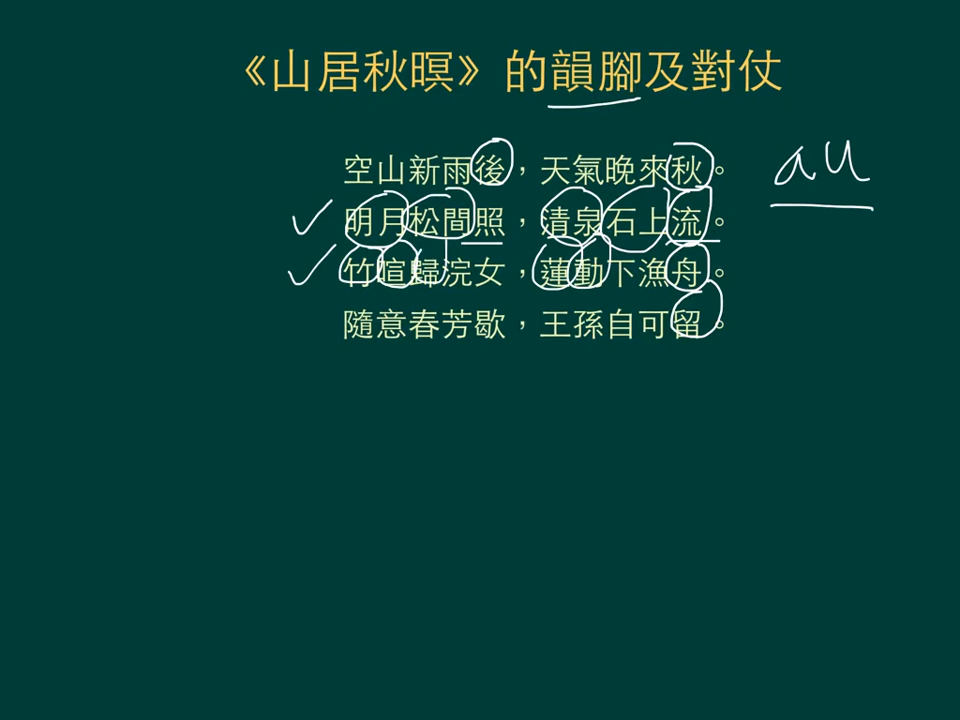 《山居秋暝》的韻腳及對仗
空山新雨後，天氣晚來秋。
au
明月松間照，清泉石上流。
竹喧歸浣女，蓮動下漁舟。
隨意春芳歇，王孫自可留。